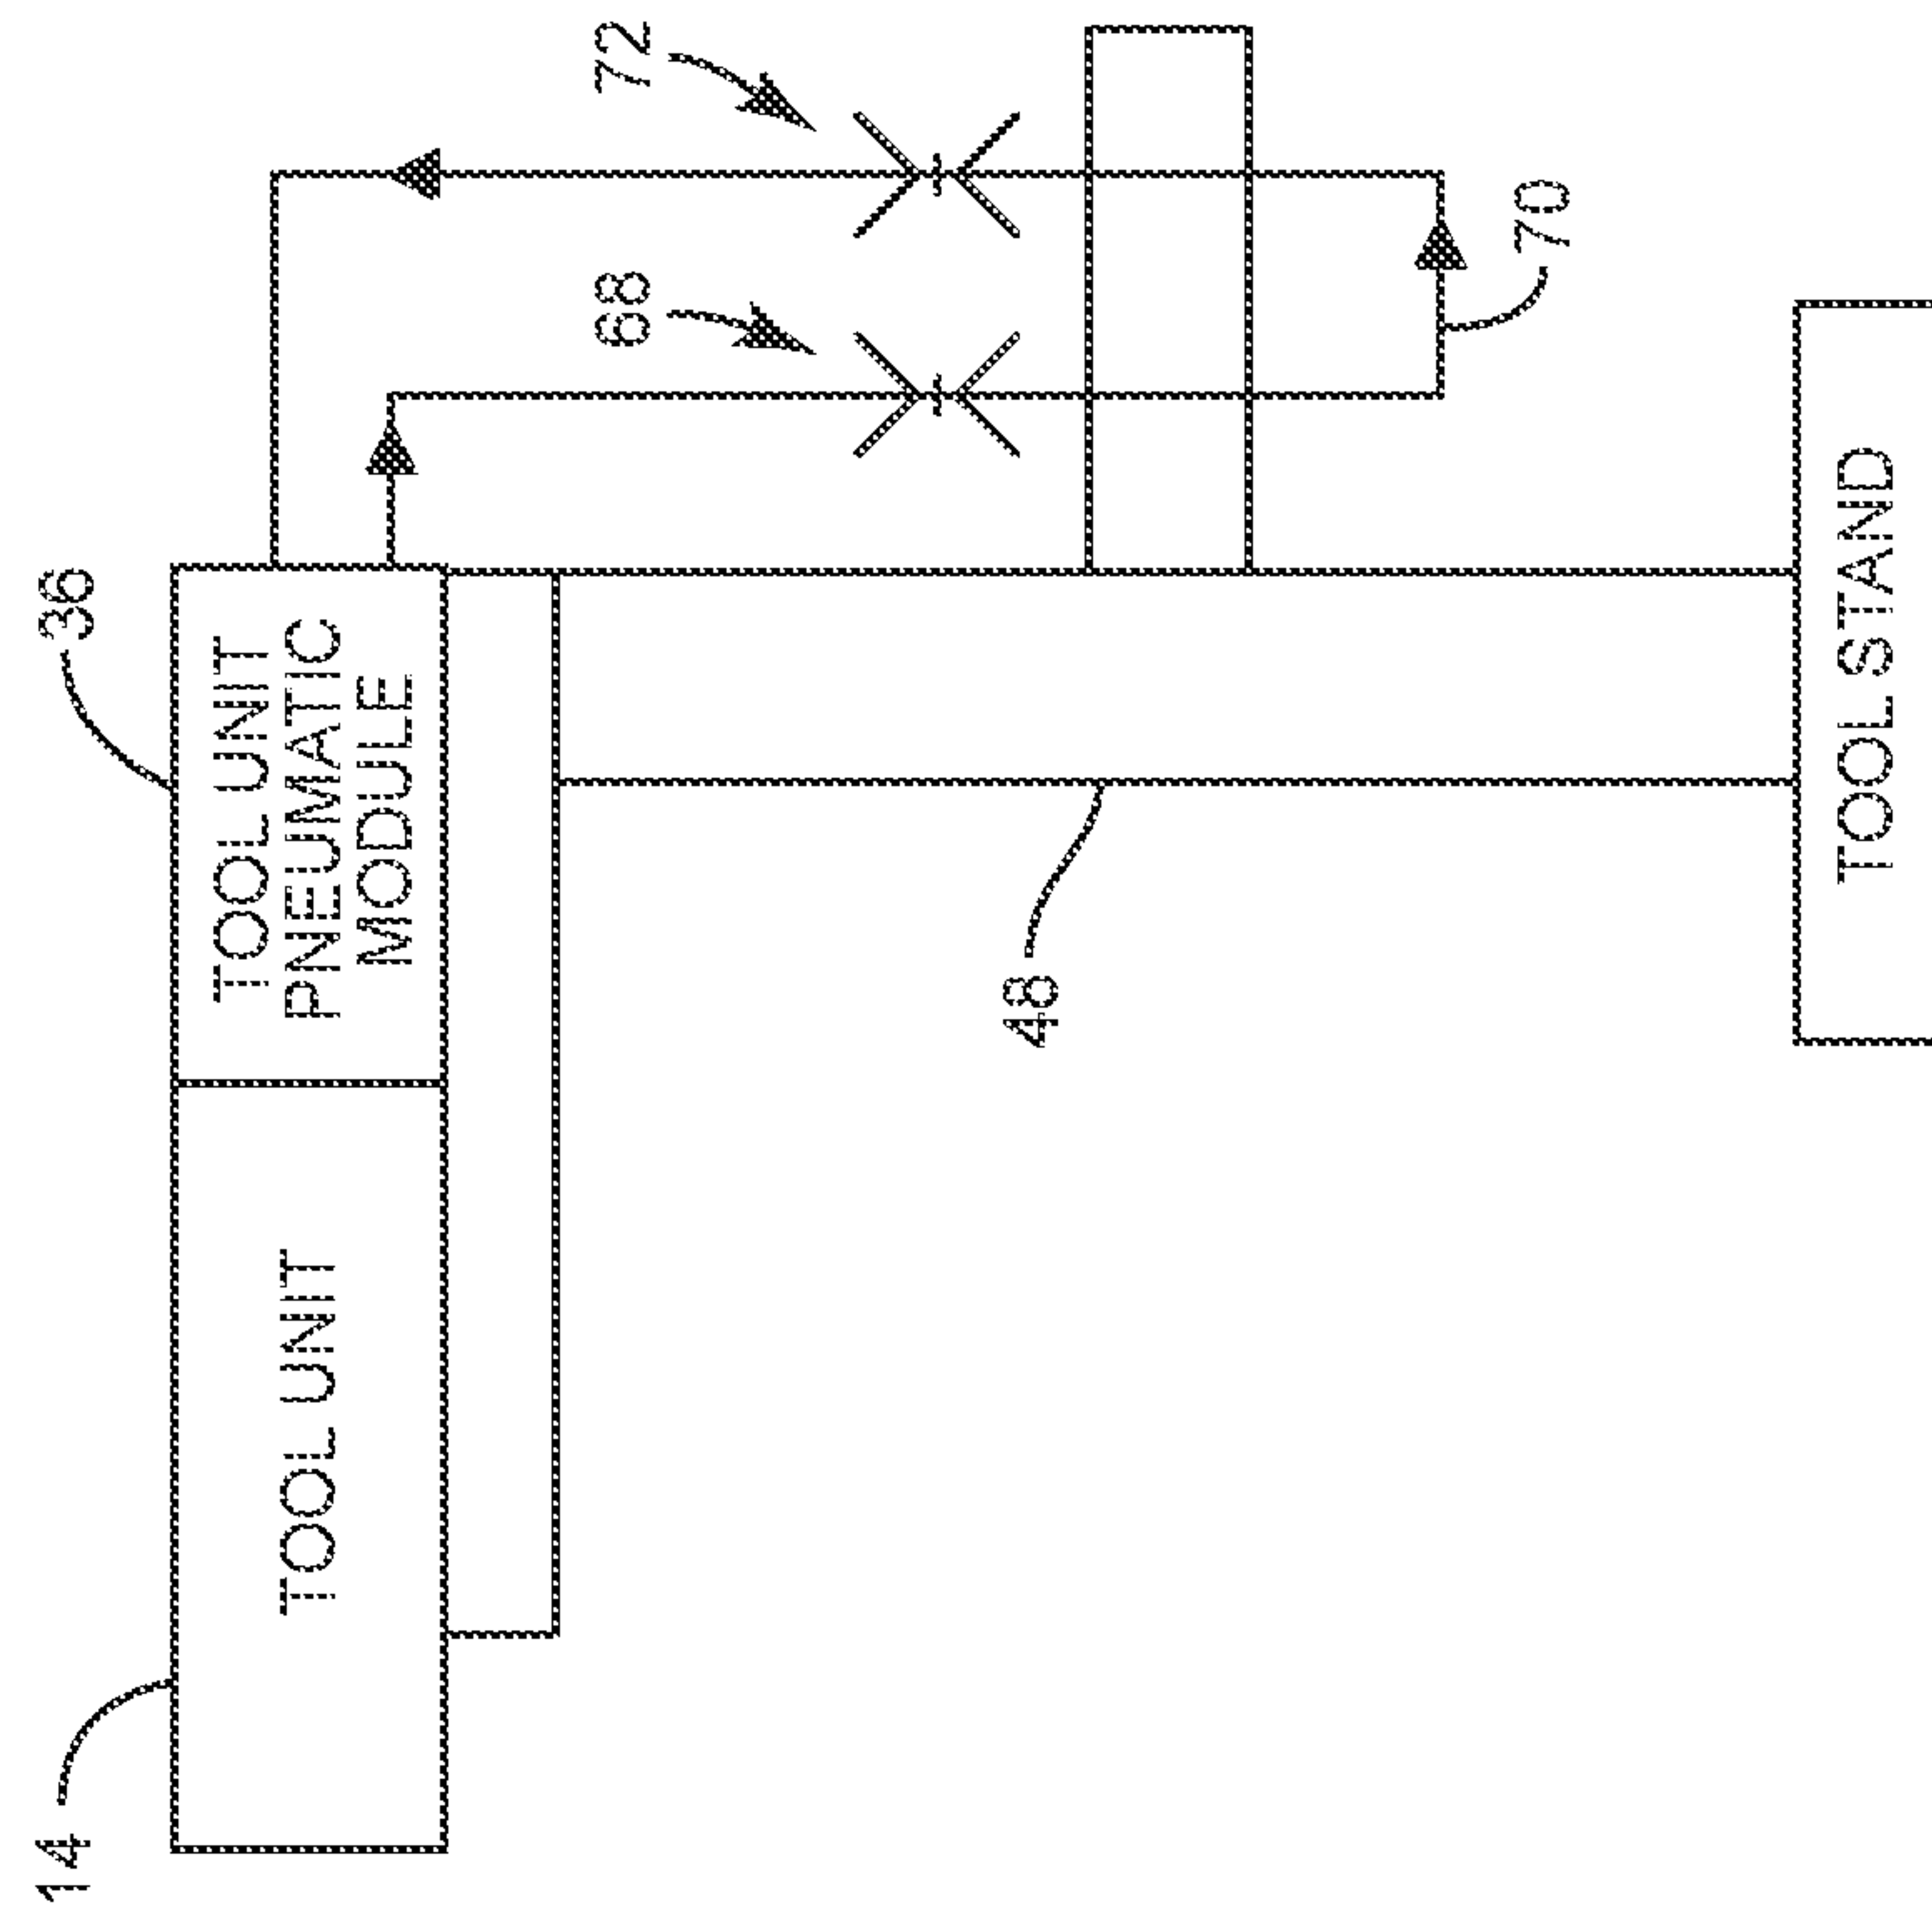 14
36
TOOL UNIT
TOOL UNIT
PNEUMATIC
MODULE
68
72
48
70
TOOL STAND